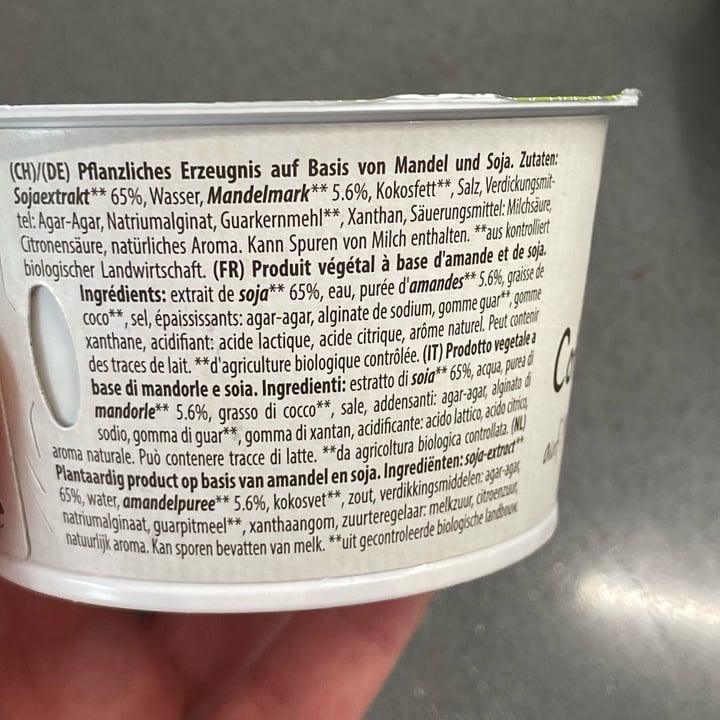 (CH)/(DE) Pflanzliches Erzeugnis auf Basis von Mandel und Soja. Zutaten:
Sojaextrakt** 65%, Wasser, Mandelmark** 5.6%, Kokosfett**, Salz, Verdickungsmit-
tel: Agar-Agar, Natriumalginat, Guarkernmehl**, Xanthan, Säuerungsmittel: Milchsäure,
Citronensäure, natürliches Aroma. Kann Spuren von Milch enthalten. **aus kontrolliert
biologischer Landwirtschaft. (FR) Produit végétal à base d'amande et de soja.
Ingrédients: extrait de soja** 65%, eau, purée d'amandes** 5.6%, graisse de
coco**, sel, épaississants: agar-agar, alginate de sodium, gomme guar**, gomme
xanthane, acidifiant: acide lactique, acide citrique, arôme naturel. Peut contenir
des traces de lait. **d'agriculture biologique contrôlée. (IT) Prodotto vegetale a
base di mandorle e soia. Ingredienti: estratto di soia** 65%, acqua, purea di
mandorle** 5.6%, grasso di cocco**, sale, addensanti: agar-agar, alginato di
sodio, gomma di guar**, gomma di xantan, acidificante: acido lattico, acido citrico,
aroma naturale. Può contenere tracce di latte. **da agricoltura biologica controllata. (NL)
Plantaardig product op basis van amandel en soja. Ingrediënten: soja-extract**
65%, water, amandelpuree** 5.6%, kokosvet**, zout, verdikkingsmiddelen: agar-agar,
natriumalginaat, guarpitmeel**, xanthaangom, zuurteregelaar: melkzuur, citroenzuur,
natuurlijk aroma. Kan sporen bevatten van melk. **uit gecontroleerde biologische landbouw.